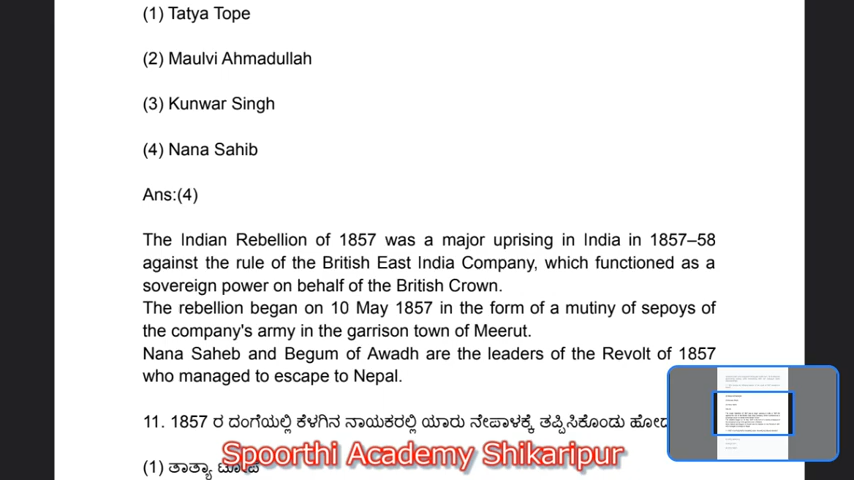 (1) Tatya Tope
(2) Maulvi Ahmadullah
(3) Kunwar Singh
(4) Nana Sahib
Ans:(4)
The Indian Rebellion of 1857 was a major uprising in India in 1857–58
against the rule of the British East India Company, which functioned as a
sovereign power on behalf of the British Crown.
The rebellion began on 10 May 1857 in the form of a mutiny of sepoys of
the company's army in the garrison town of Meerut.
Nana Saheb and Begum of Awadh are the leaders of the Revolt of 1857
who managed to escape to Nepal.
11. 1857 ರ ದಂಗೆಯಲ್ಲಿ ಕೆಳಗಿನ ನಾಯಕರಲ್ಲಿ ಯಾರು ನೇಪಾಳಕ್ಕೆ ತಪ್ಪಿಸಿಕೊಂಡು
Spoorthi Academy Shikaripur
(1) ತಾತ್ಯಾ